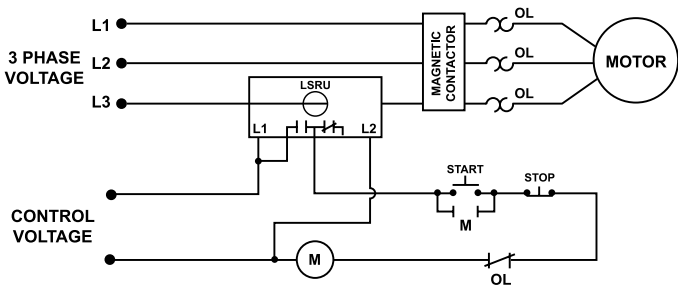 L1
OL
3 PHASE
VOLTAGE
L2
MAGNETIC
CONTACTOR
OL
MOTOR
LSRU
L3
OL
L1
L2
START
STOP
CONTROL
VOLTAGE
M
M
OL